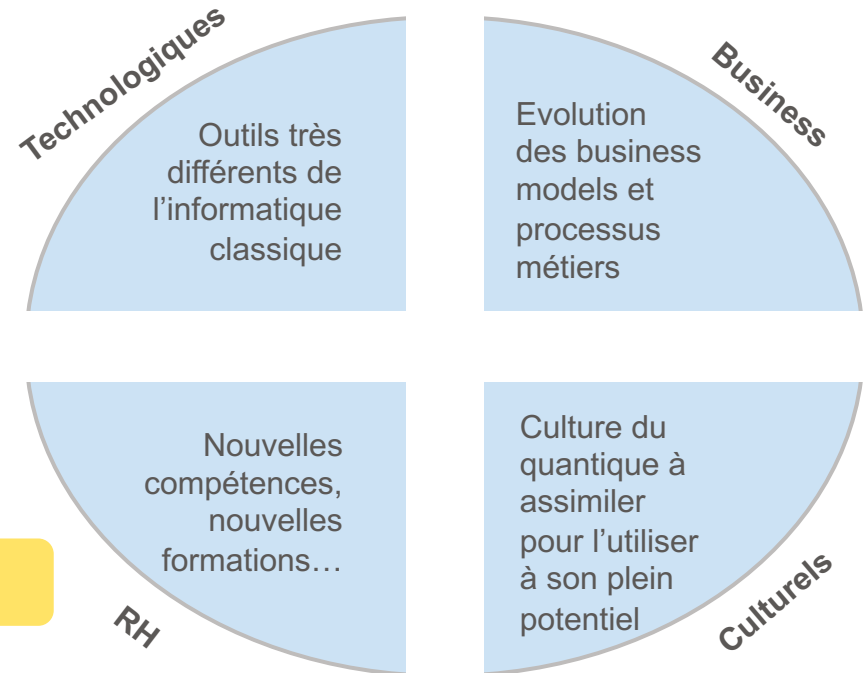 Technologiques
Outils très
différents de
l’informatique
classique
Business
Evolution
des business
models et
processus
métiers
Nouvelles
compétences,
nouvelles
formations…
RH
Culture du
quantique à
assimiler
pour l’utiliser
à son plein
potentiel
Culturels